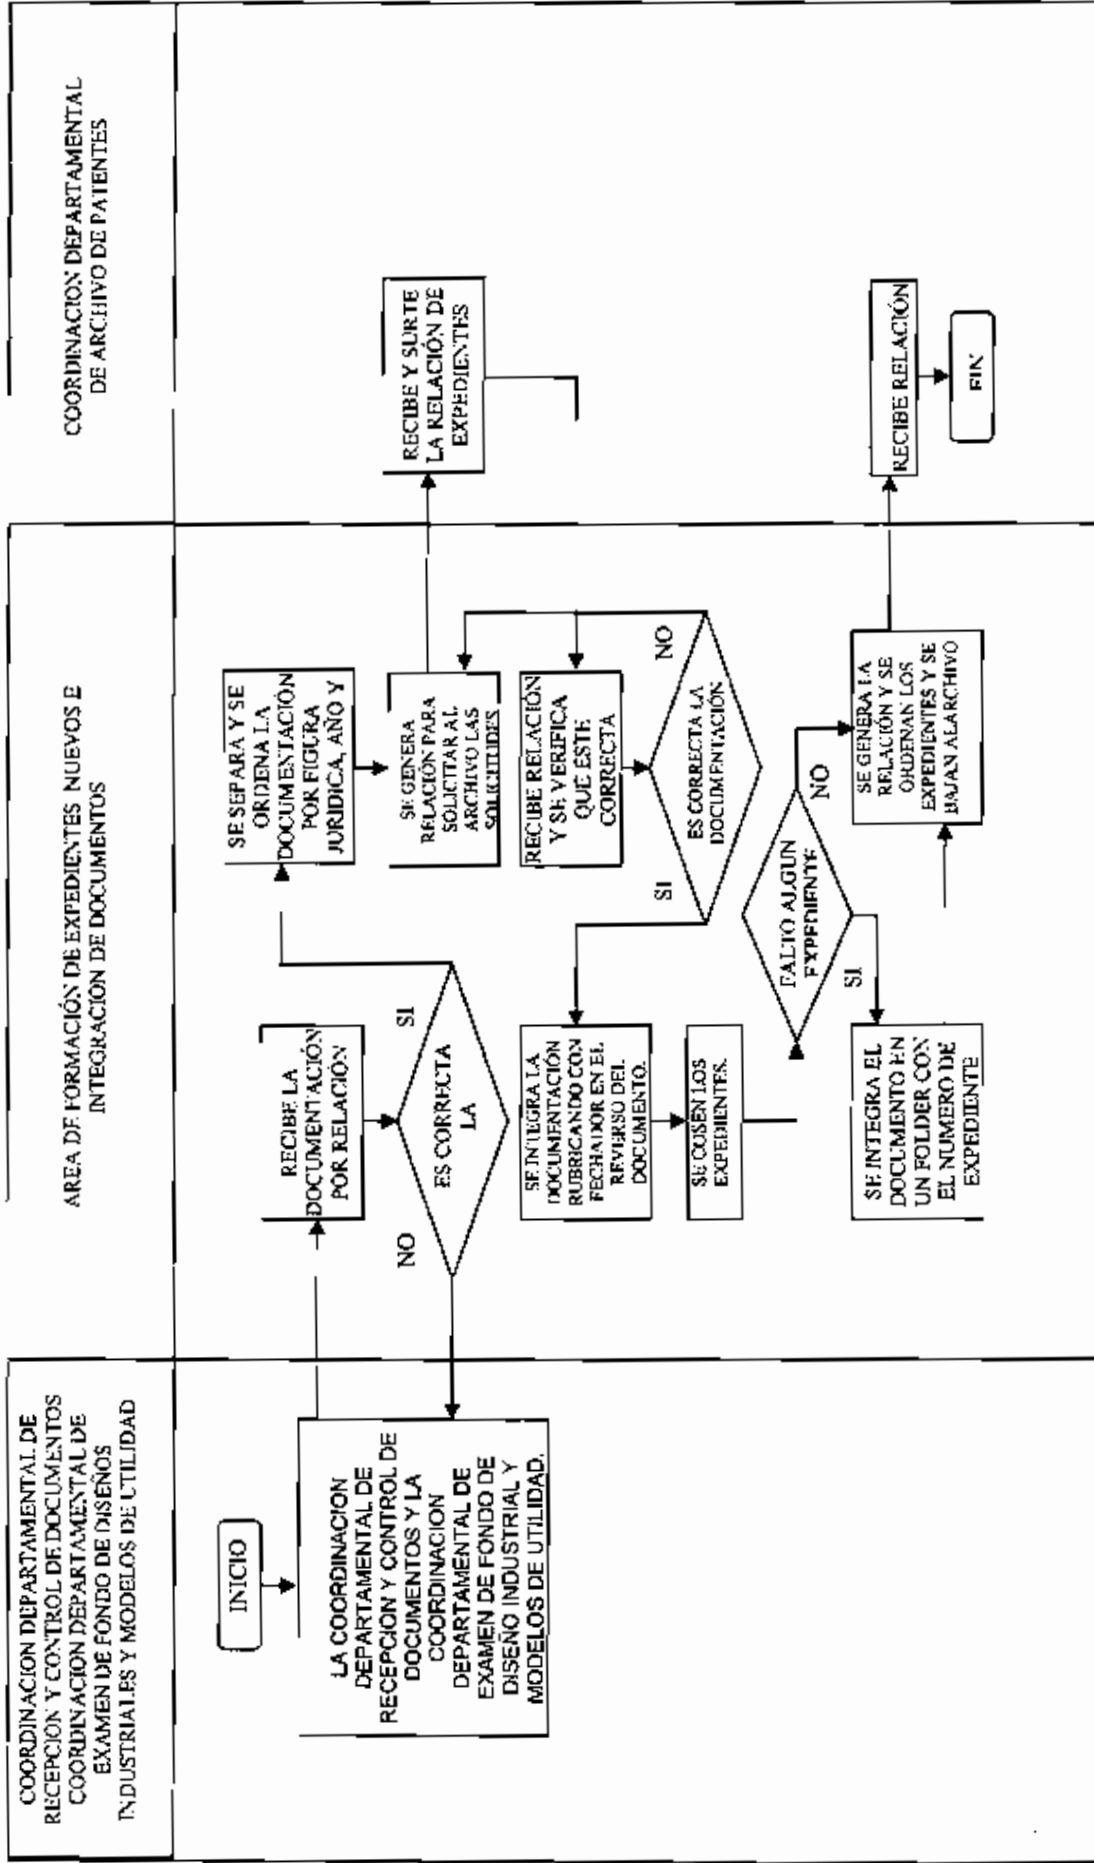 COORDINACION DEPARTAMENTAL DE
RECEPCION Y CONTROL DE DOCUMENTOS
COORDINACION DEPARTAMENTAL DE
EXAMEN DE FONDO DE DISEÑOS
INDUSTRIALES Y MODELOS DE UTILIDAD
AREA DE FORMACIÓN DE EXPEDIENTES NUEVOS E
INTEGRACION DE DOCUMENTOS
COORDINACION DEPARTAMENTAL
DE ARCHIVO DE PATENTES
INICIO
LA COORDINACION
DEPARTAMENTAL DE
RECEPCION Y CONTROL DE
DOCUMENTOS Y LA
COORDINACION
DEPARTAMENTAL DE
EXAMEN DE FONDO DE
DISEÑO INDUSTRIAL Y
MODELOS DE UTILIDAD.
RECIBE LA
DOCUMENTACIÓN
POR RELACIÓN
NO
SI
ES CORRECTA
LA
SE SEPARA Y SE
ORDENA LA
DOCUMENTACIÓN
POR FIGURA
JURIDICA, AÑO Y
SE GENERA
RELACIÓN PARA
SOLICITAR AL
ARCHIVO LAS
SOLICITUDES
RECIBE Y SURTE
LA RELACIÓN DE
EXPEDIENTES
RECIBE RELACIÓN
Y SE VERIFICA
QUE ÉSTE
CORRECTA
SI
NO
ES CORRECTA LA
DOCUMENTACIÓN
SE INTEGRA LA
DOCUMENTACIÓN
RUBRICANDO CON
FECHADOR EN EL
REVERSO DEL
DOCUMENTO.
SE COSEN LOS
EXPEDIENTES.
FALTO ALGUN
EXPEDIENTE
SI
NO
SE INTEGRA EL
DOCUMENTO EN
UN FOLDER CON
EL NUMERO DE
EXPEDIENTE
SE GENERA LA
RELACIÓN Y SE
ORDENAN LOS
EXPEDIENTES Y SE
BAJAN ALARCHIVO
RECIBE RELACIÓN
FIN